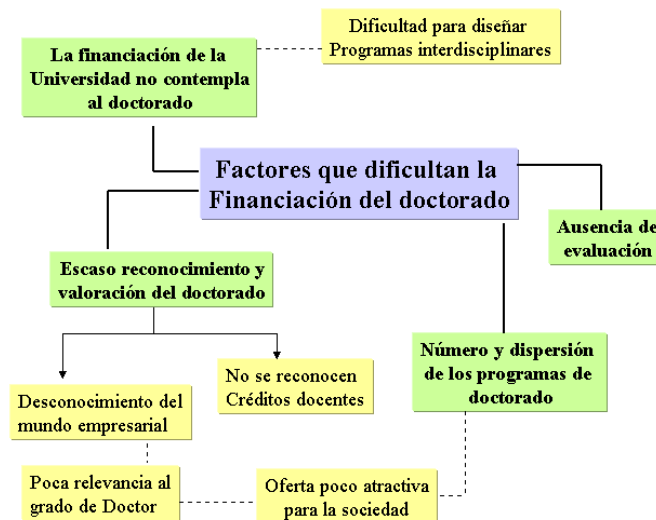 Dificultad para diseñar
Programas interdisciplinares
La financiación de la
Universidad no contempla
al doctorado
Factores que dificultan la
Financiación del doctorado
Ausencia de
evaluación
Escaso reconocimiento y
valoración del doctorado
Número y dispersión
de los programas de
doctorado
No se reconocen
Créditos docentes
Desconocimiento del
mundo empresarial
Poca relevancia al
grado de Doctor
Oferta poco atractiva
para la sociedad